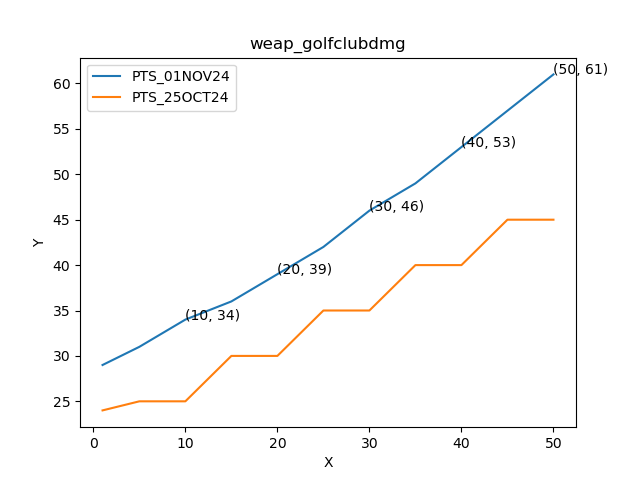 weap_golfclubdmg
PTS_01NOV24
PTS_25OCT24
(50, 61)
(40, 53)
(30, 46)
(20, 39)
(10, 34)
60
55
50
45
40
35
30
25
Y
0 10 20 30 40 50
X